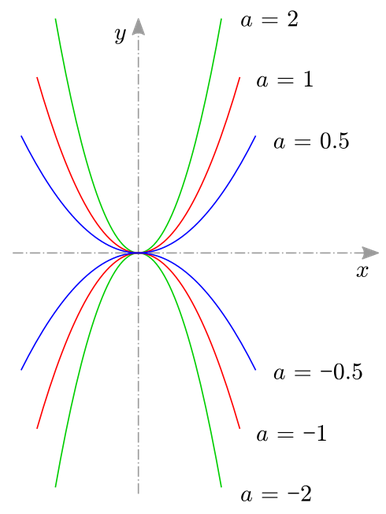 a = 2
y
a = 1
a = 0.5
x
a = −0.5
a = −1
a = −2